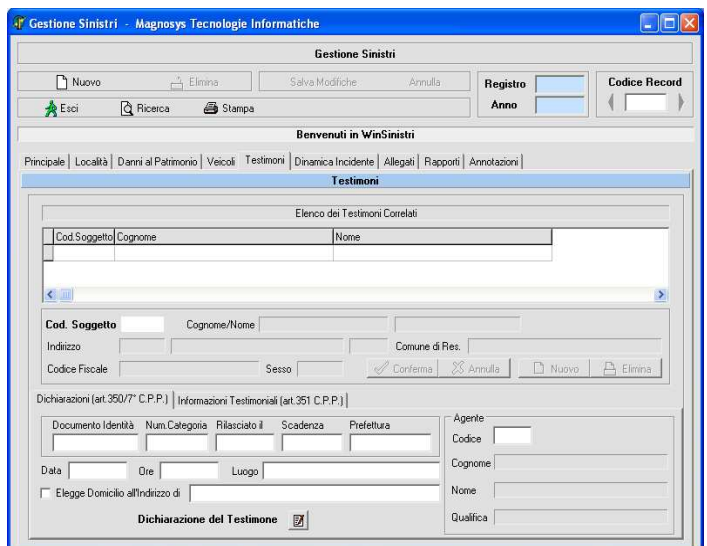 Gestione Sinistri - Magnosys Tecnologie Informatiche
Gestione Sinistri
Nuovo Elimina Salva Modifiche Annulla
Registro
Codice Record
Esci Ricerca Stampa
Anno
Benvenuti in WinSinistri
Principale Località Danni al Patrimonio Veicoli Testimoni Dinamica Incidente Allegati Rapporti Annotazioni
Testimoni
Elenco dei Testimoni Correlati
Cod.Soggetto Cognome Nome
Cod. Soggetto Cognome/Nome
Indirizzo Comune di Res.
Codice Fiscale Sesso Conferma Annulla Nuovo Elimina
Dichiarazioni (art.350/7° C.P.P.) Informazioni Testimoniali (art.351 C.P.P.)
Documento Identità Num.Categoria Rilasciato il Scadenza Prefettura
Data Ore Luogo
Elegge Domicilio all'Indirizzo di
Dichiarazione del Testimone
Agente
Codice
Cognome
Nome
Qualifica